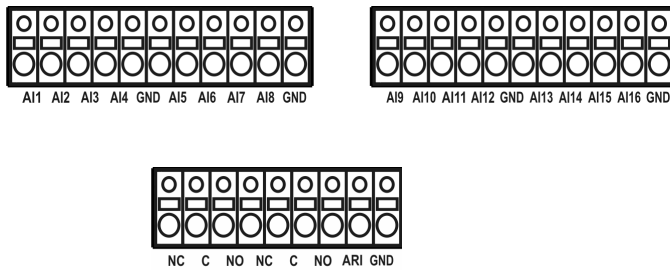 AI1 AI2 AI3 AI4 GND AI5 AI6 AI7 AI8 GND
AI9 AI10 AI11 AI12 GND AI13 AI14 AI15 AI16 GND
NC C NO NC C NO ARI GND